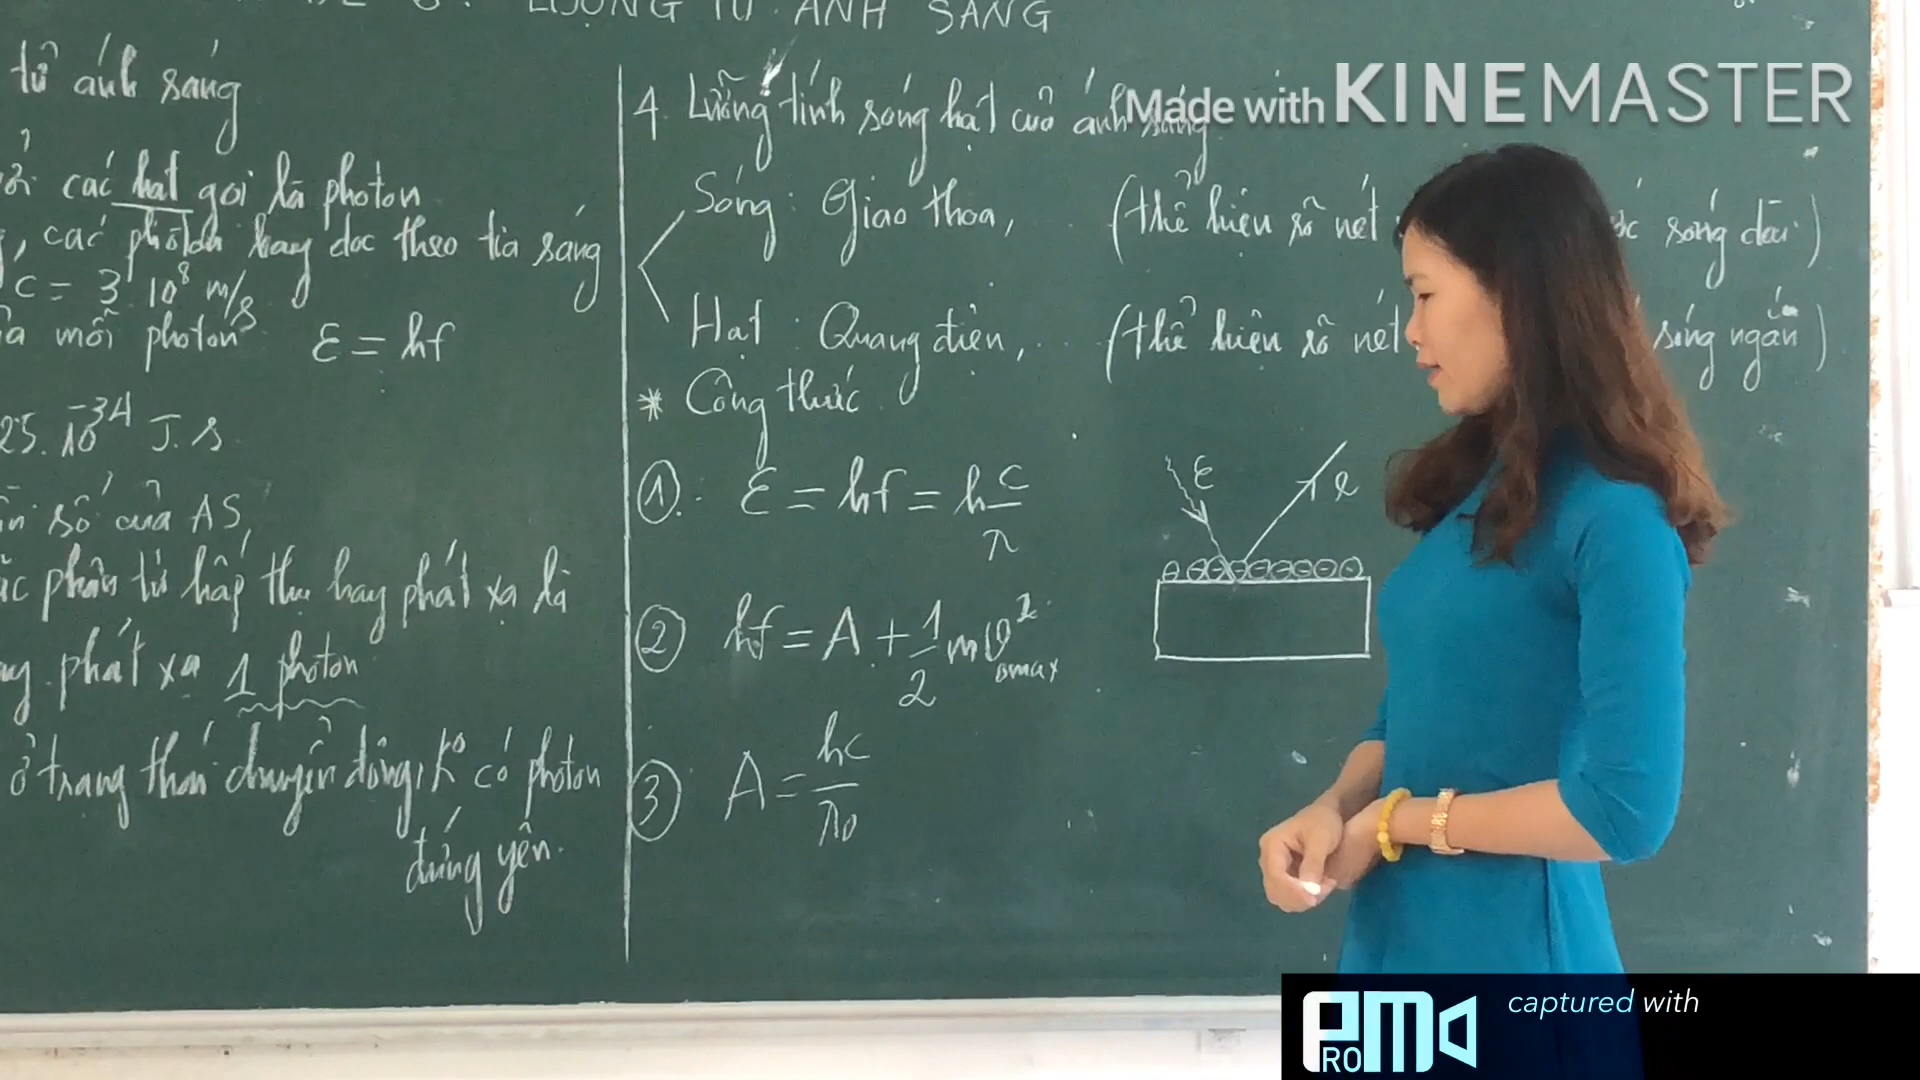 LƯỢNG TỬ ÁNH SÁNG
tử ánh sáng
các hạt gọi là photon
các photon bay dọc theo tia sáng
c = 3.10⁸ m/s
mỗi photon ε = hf
25.10⁻³⁴ J.s
số của AS
phân tử hấp thụ hay phát xạ là
phát xạ 1 photon
ở trạng thái chuyển động, k° có photon
đứng yên.
4. Lưỡng tính sóng hạt của ánh sáng
Sóng: Giao thoa, .. (thể hiện rõ nét sóng dài)
Hạt: Quang điện, ... (thể hiện rõ nét sóng ngắn)
* Công thức
①. ε = hf = h c/λ
② hf = A + 1/2 mv²0max
③ A = hc/λ0
ε
e
Made with KINEMASTER
captured with
PRO